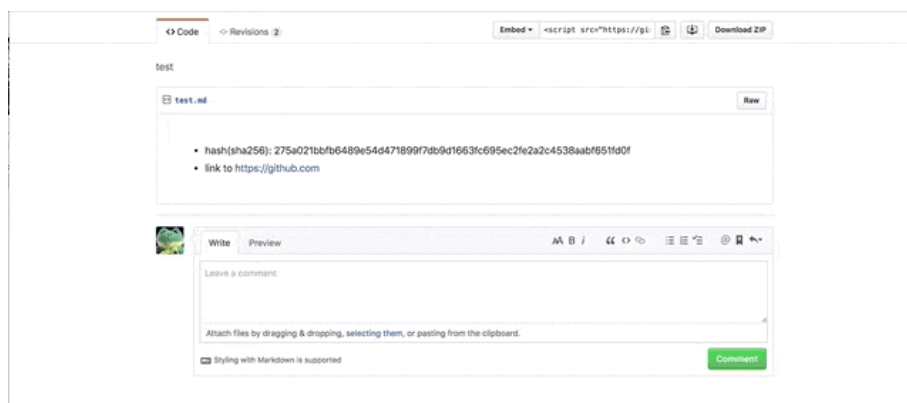 Code Revisions 2 Embed <script src="https://gi Download ZIP
test
test.md Raw
• hash(sha256): 275a021bbfb6489e54d471899f7db9d1663fc695ec2fe2a2c4538aabf651fd0f
• link to https://github.com
Write Preview AA B i
Leave a comment
Attach files by dragging & dropping, selecting them, or pasting from the clipboard.
Styling with Markdown is supported Comment